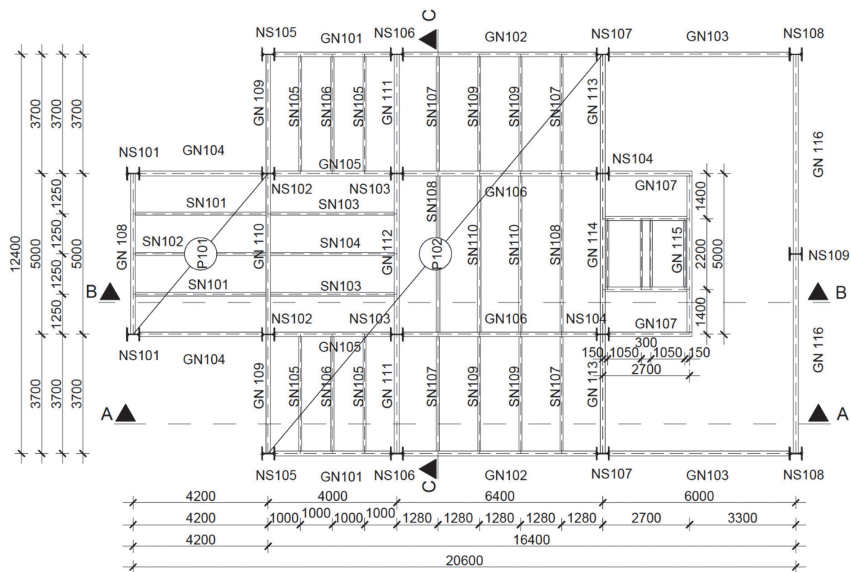 C
NS105 GN101 NS106 GN102 NS107 GN103 NS108
3700 3700 3700
GN 109 SN105 SN106 SN105 GN 111 SN107 SN109 SN109 SN107 GN 113 GN 116
NS101 GN104 GN105 NS104
NS102 NS103 GN106 GN107
1250 1400
SN101 SN103 SN108
12400 5000 1250 5000 GN 108 SN102 P101 GN 110 SN04 GN 112 P102 SN110 SN110 SN108 GN 114 GN 115 2200 5000
1250 NS109
SN101 SN103
B B
1250 1400
NS102 NS103 GN106 NS104 GN107
NS101 GN104 GN105 300
150 1050 1050 150
2700
3700 3700 3700
GN 109 SN105 SN106 SN105 GN 111 SN107 SN109 SN109 SN107 GN 113 GN 116
A A
NS105 GN101 NS106 C GN102 NS107 GN103 NS108
4200 4000 6400 6000
4200 1000 1000 1000 1000 1280 1280 1280 1280 1280 2700 3300
4200 16400
20600